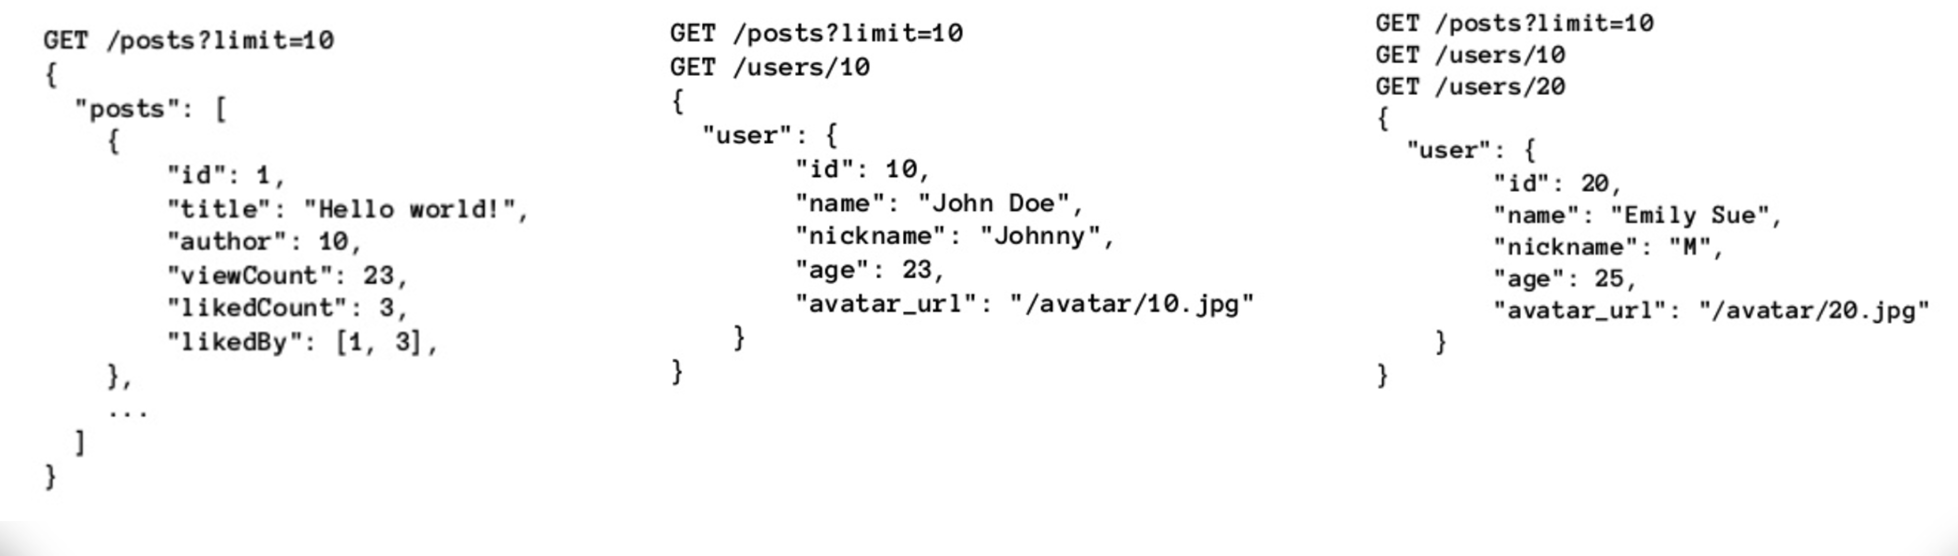 GET /posts?limit=10
{
  "posts": [
    {
        "id": 1,
        "title": "Hello world!",
        "author": 10,
        "viewCount": 23,
        "likedCount": 3,
        "likedBy": [1, 3],
    },
    ...
  ]
}
GET /posts?limit=10
GET /users/10
{
  "user": {
        "id": 10,
        "name": "John Doe",
        "nickname": "Johnny",
        "age": 23,
        "avatar_url": "/avatar/10.jpg"
    }
}
GET /posts?limit=10
GET /users/10
GET /users/20
{
  "user": {
        "id": 20,
        "name": "Emily Sue",
        "nickname": "M",
        "age": 25,
        "avatar_url": "/avatar/20.jpg"
    }
}